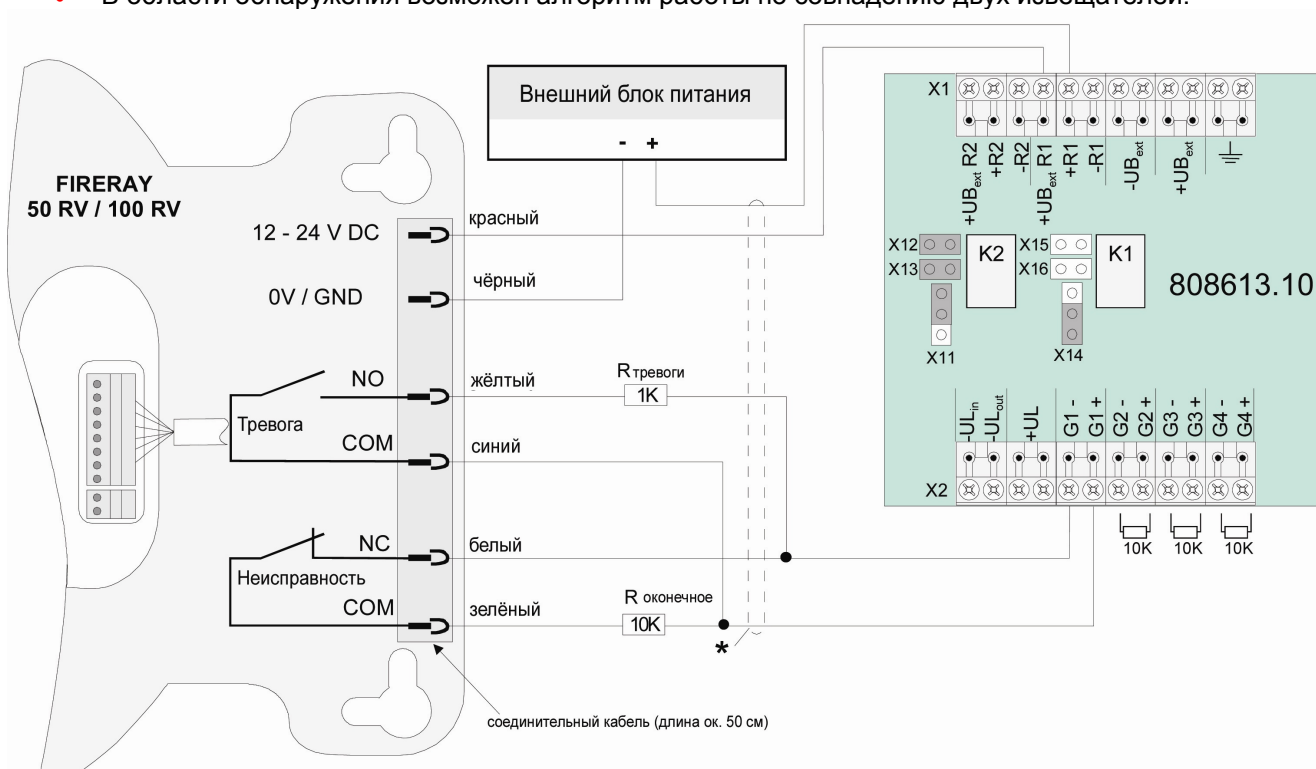 В области обнаружения возможен алгоритм работы по совпадению двух извещателей.
Внешний блок питания
- +
FIRERAY
50 RV / 100 RV
12 - 24 V DC
красный
0V / GND
чёрный
NO
жёлтый
Тревога
COM
синий
NC
белый
Неисправность
COM
зелёный
R тревоги
1K
R оконечное
10K
*
соединительный кабель (длина ок. 50 см)
X1
+UBext R2
+R2
-R2
+UBext R1
+R1
-R1
-UBext
+UBext
X12
X13
K2
X15
X16
K1
808613.10
X11
X14
-ULin
-ULout
+UL
G1 -
G1 +
G2 -
G2 +
G3 -
G3 +
G4 -
G4 +
X2
10K
10K
10K